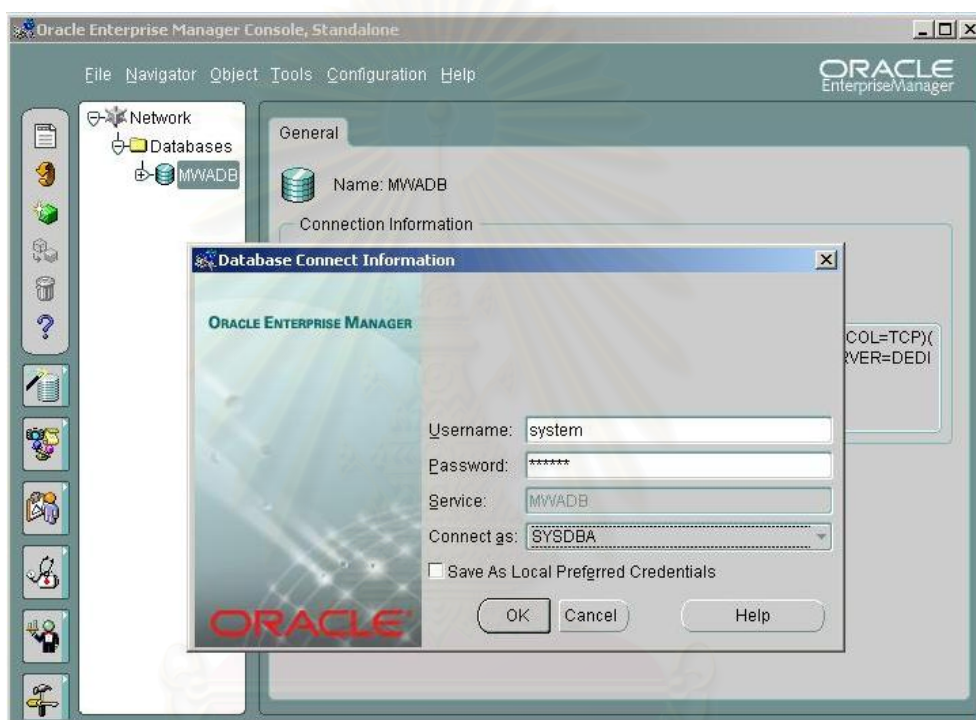 Oracle Enterprise Manager Console, Standalone
File Navigator Object Tools Configuration Help
ORACLE
EnterpriseManager
Network
Databases
MWADB
General
Name: MWADB
Connection Information
COL=TCP)(
RVER=DEDI
Database Connect Information
ORACLE ENTERPRISE MANAGER
Username: system
Password: ******
Service: MWADB
Connect as: SYSDBA
Save As Local Preferred Credentials
OK Cancel Help
ORACLE